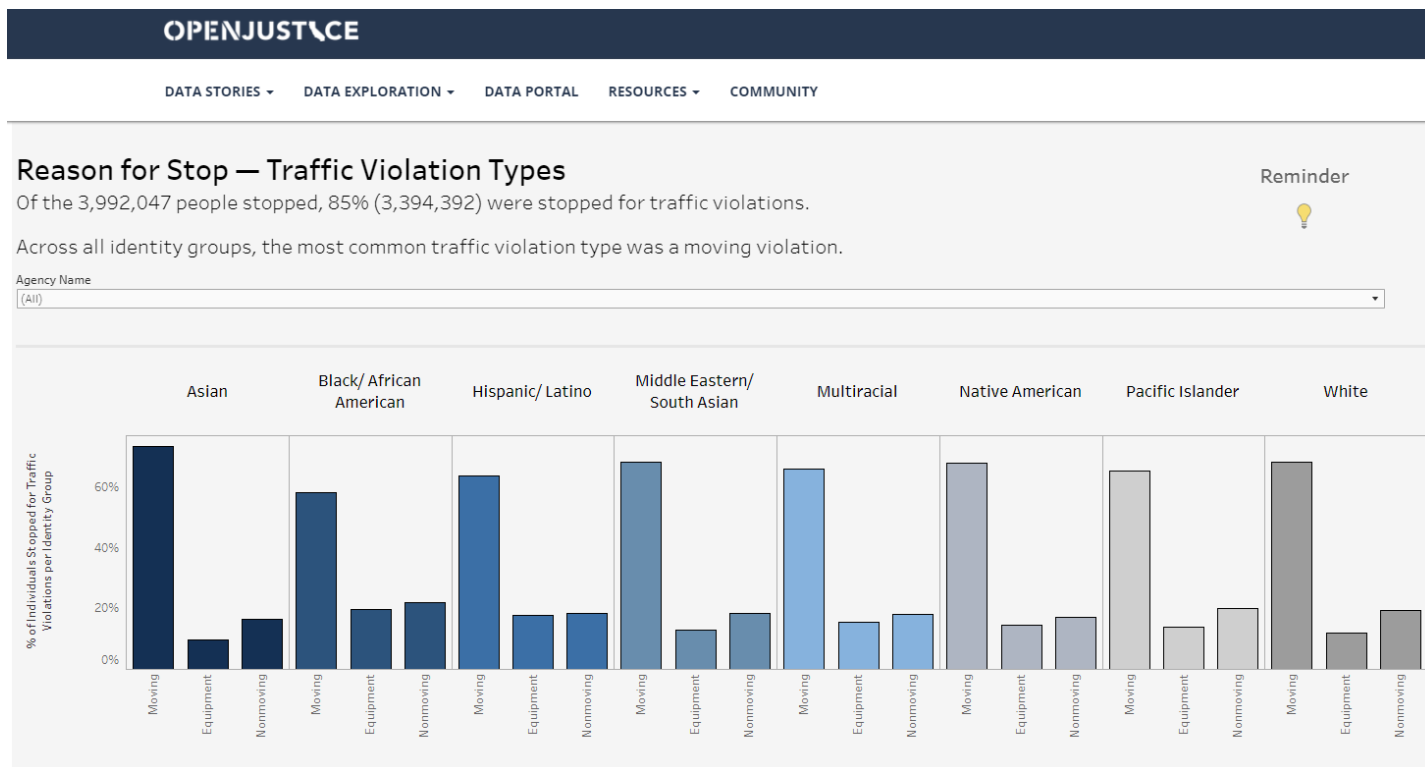 OPENJUSTICE
DATA STORIES
DATA EXPLORATION
DATA PORTAL
RESOURCES
COMMUNITY
Reason for Stop — Traffic Violation Types
Of the 3,992,047 people stopped, 85% (3,394,392) were stopped for traffic violations.
Reminder
Across all identity groups, the most common traffic violation type was a moving violation.
Agency Name
(All)
Asian
Black/ African
American
Hispanic/ Latino
Middle Eastern/
South Asian
Multiracial
Native American
Pacific Islander
White
% of Individuals Stopped for Traffic
Violations per Identity Group
60%
40%
20%
0%
Moving
Equipment
Nonmoving
Moving
Equipment
Nonmoving
Moving
Equipment
Nonmoving
Moving
Equipment
Nonmoving
Moving
Equipment
Nonmoving
Moving
Equipment
Nonmoving
Moving
Equipment
Nonmoving
Moving
Equipment
Nonmoving